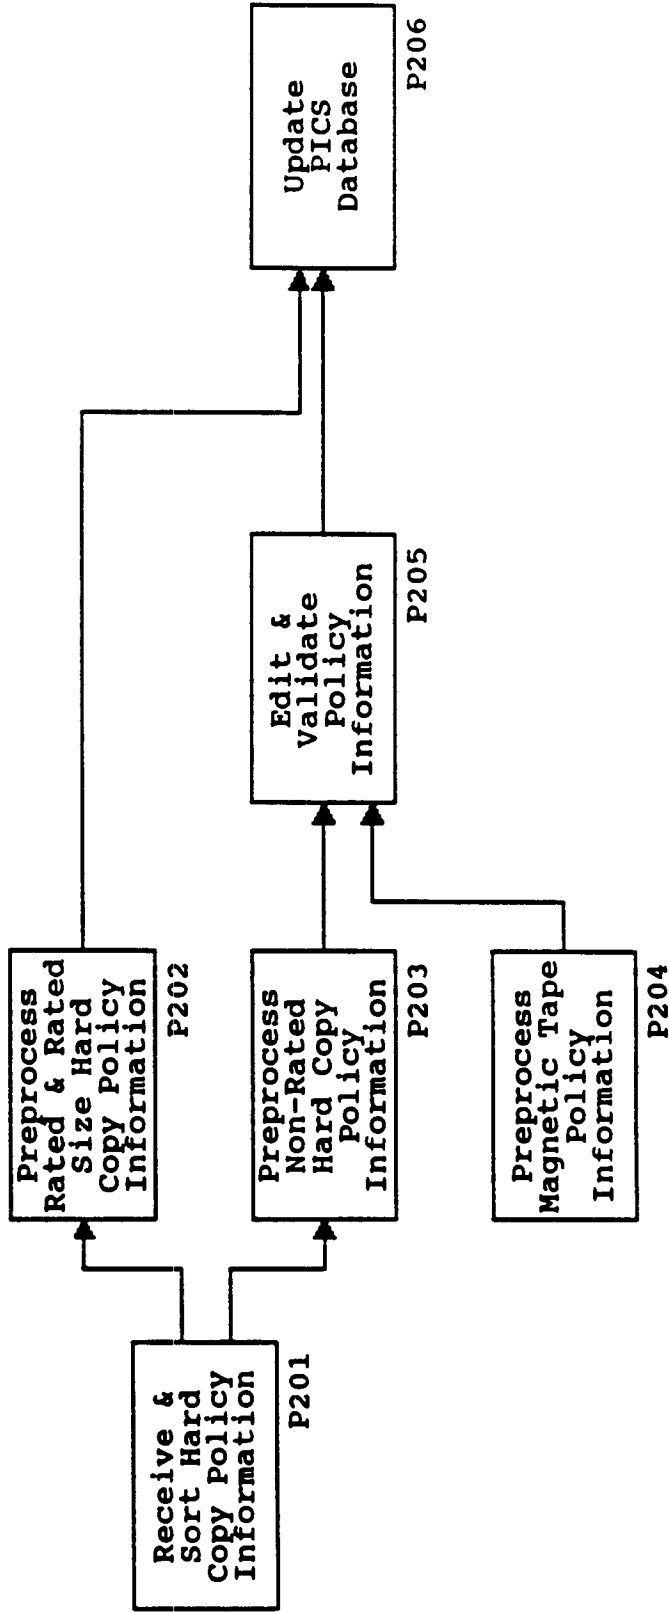 Receive &
Sort Hard
Copy Policy
Information
P201
Preprocess
Rated & Rated
Size Hard
Copy Policy
Information
P202
Preprocess
Non-Rated
Hard Copy
Policy
Information
P203
Preprocess
Magnetic Tape
Policy
Information
P204
Edit &
Validate
Policy
Information
P205
Update
PICS
Database
P206